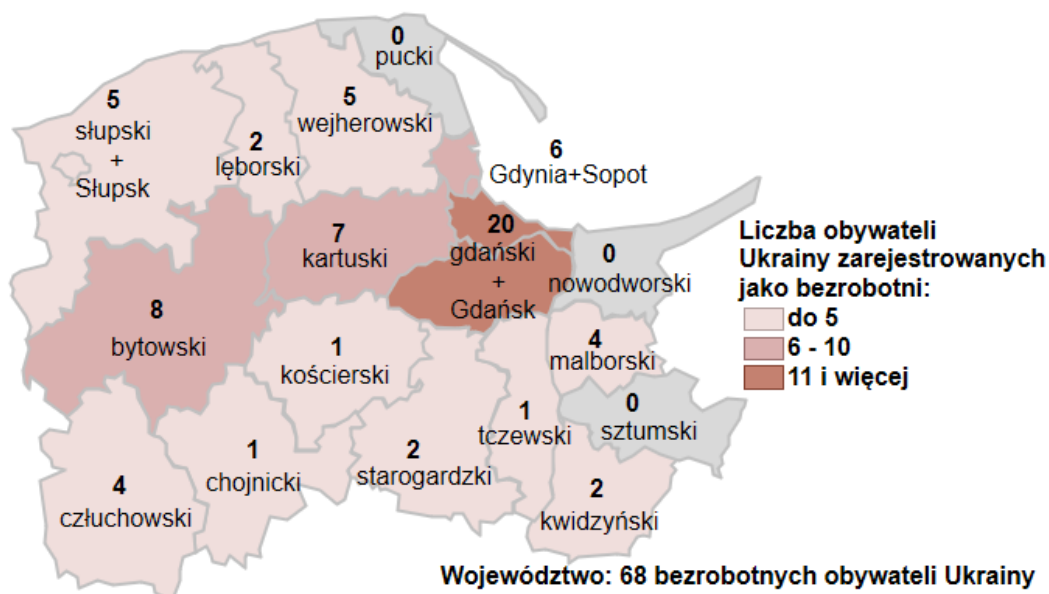 0
pucki
5
słupski
+
Słupsk
5
wejherowski
2
lęborski
6
Gdynia+Sopot
7
kartuski
20
gdański
+
Gdańsk
0
nowodworski
8
bytowski
1
kościerski
4
malborski
0
sztumski
1
tczewski
2
starogardzki
1
chojnicki
4
człuchowski
2
kwidzyński
Liczba obywateli
Ukrainy zarejestrowanych
jako bezrobotni:
do 5
6 - 10
11 i więcej
Województwo: 68 bezrobotnych obywateli Ukrainy